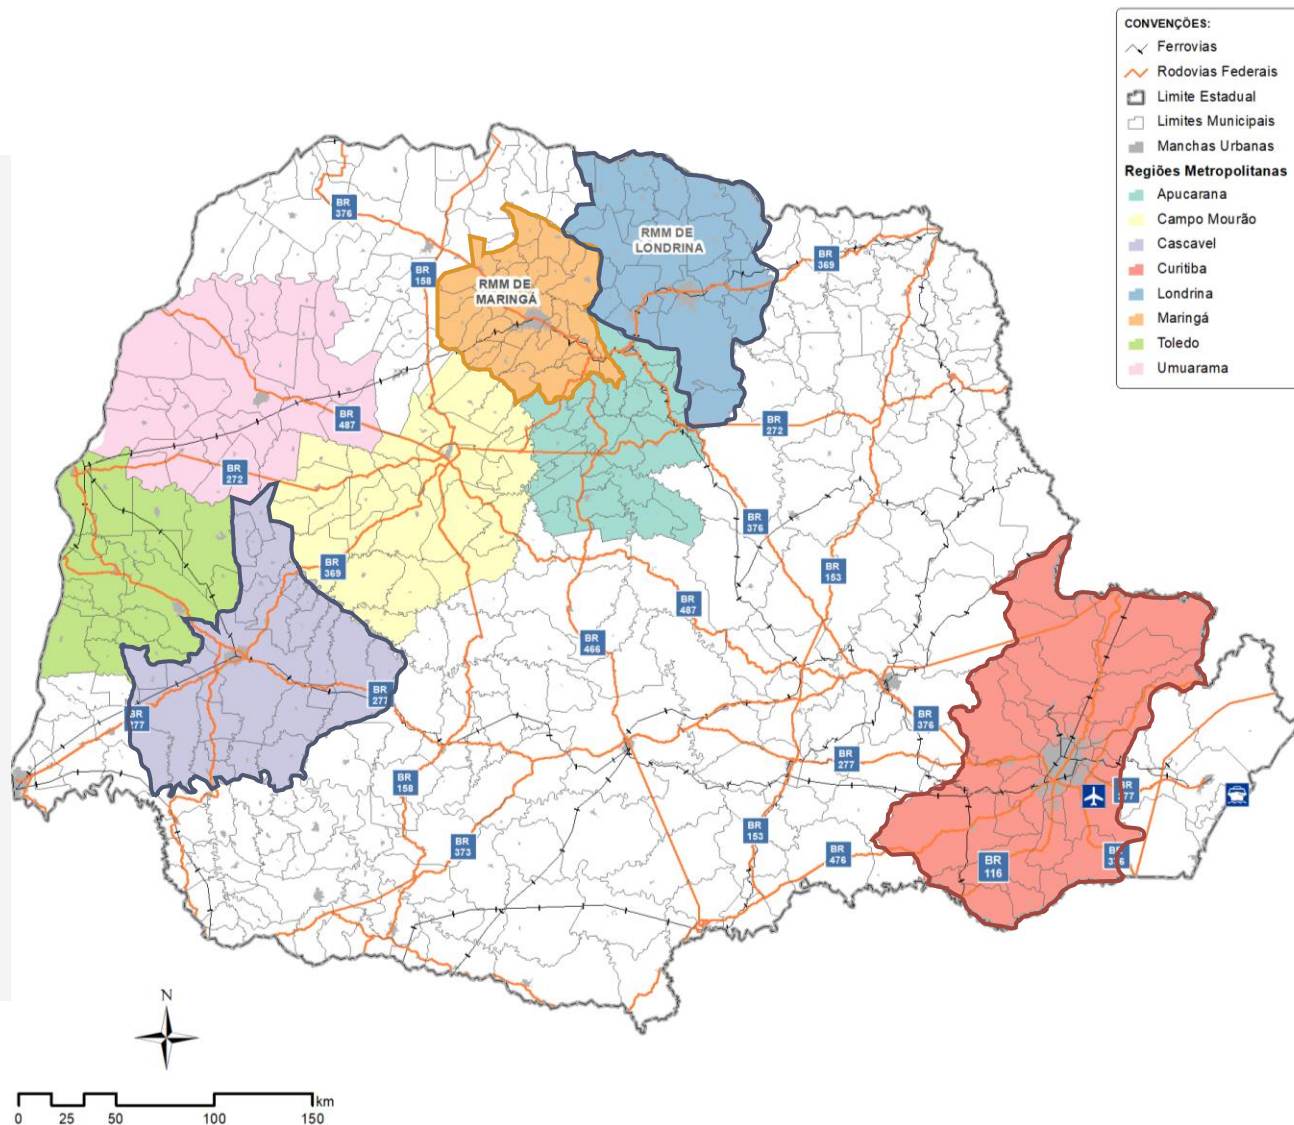 CONVENÇÕES:
Ferrovias
Rodovias Federais
Limite Estadual
Limites Municipais
Manchas Urbanas
Regiões Metropolitanas
Apucarana
Campo Mourão
Cascavel
Curitiba
Londrina
Maringá
Toledo
Umuarama
BR
376
RMM DE
LONDRINA
BR
369
BR
158
RMM DE
MARINGÁ
BR
487
BR
272
BR
272
BR
376
BR
369
BR
153
BR
487
BR
466
BR
277
BR
277
BR
376
BR
277
BR
158
BR
277
BR
153
BR
373
BR
476
BR
116
BR
376
N
km
0 25 50 100 150